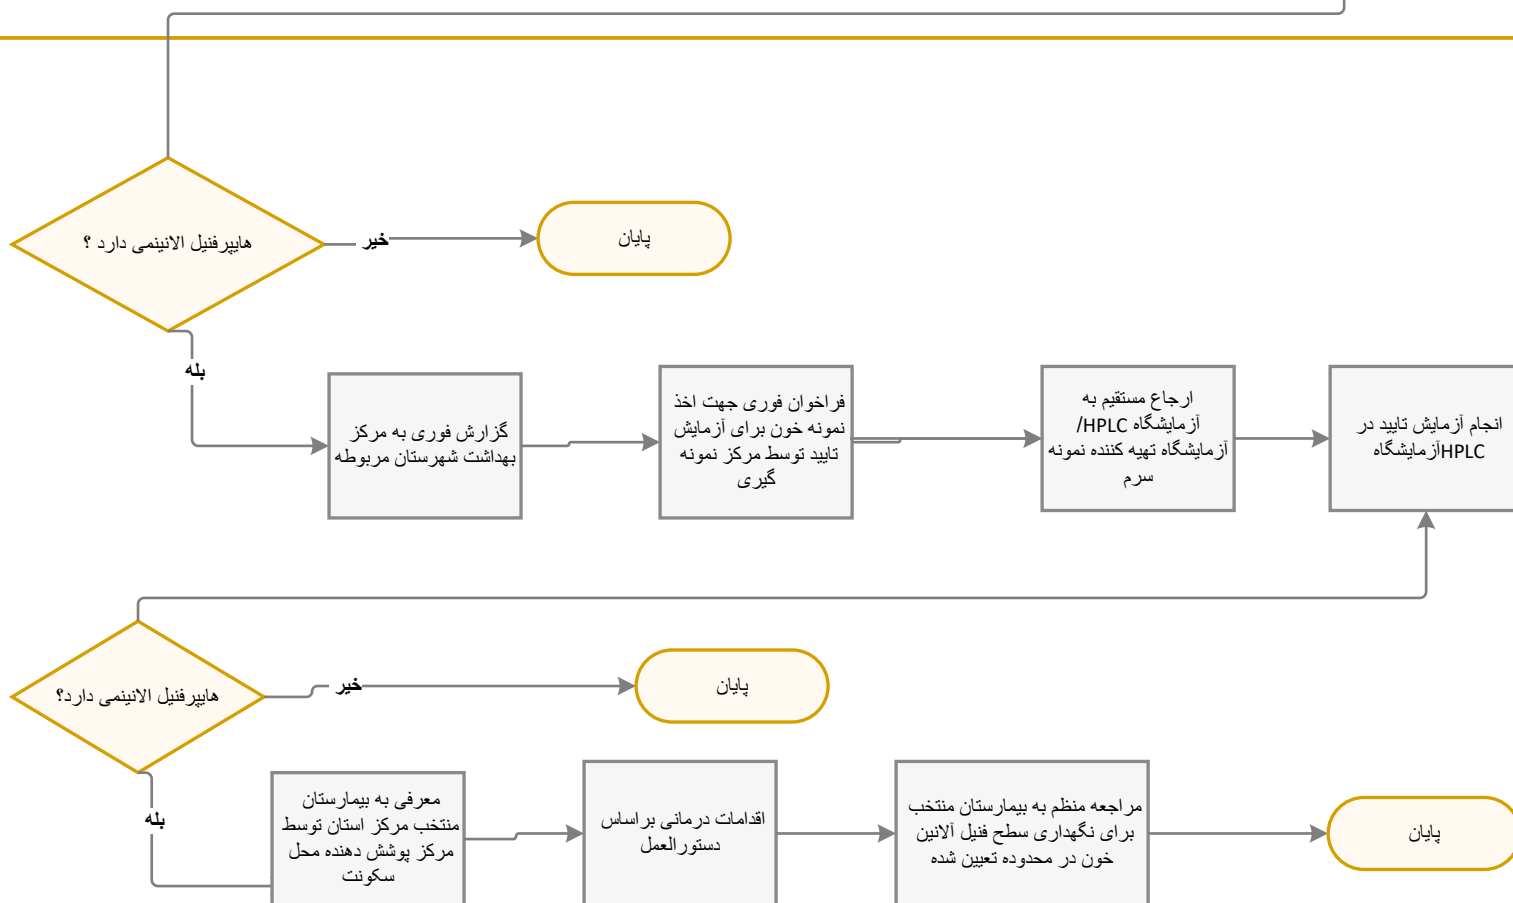 هایپرفنیل الانینمی دارد ؟
خیر
پایان
بله
گزارش فوری به مرکز
بهداشت شهرستان مربوطه
فراخوان فوری جهت اخذ
نمونه خون برای آزمایش
تایید توسط مرکز نمونه
گیری
ارجاع مستقیم به
آزمایشگاه HPLC/
آزمایشگاه تهیه کننده نمونه
سرم
انجام آزمایش تایید در
آزمایشگاهHPLC
هایپرفنیل الانینمی دارد؟
خیر
پایان
بله
معرفی به بیمارستان
منتخب مرکز استان توسط
مرکز پوشش دهنده محل
سکونت
اقدامات درمانی براساس
دستورالعمل
مراجعه منظم به بیمارستان منتخب
برای نگهداری سطح فنیل آلانین
خون در محدوده تعیین شده
پایان